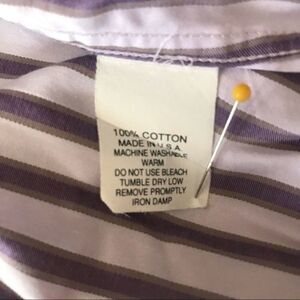 100% COTTON
MADE IN U.S.A.
MACHINE WASHABLE
WARM
DO NOT USE BLEACH
TUMBLE DRY LOW
REMOVE PROMPTLY
IRON DAMP